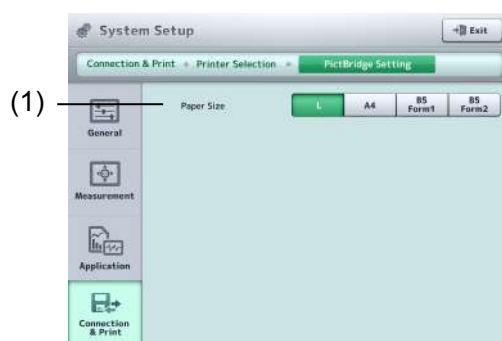 System Setup
Exit
Connection & Print
Printer Selection
PictBridge Setting
(1)
Paper Size
L
A4
B5
Form1
B5
Form2
General
Measurement
Application
Connection
& Print